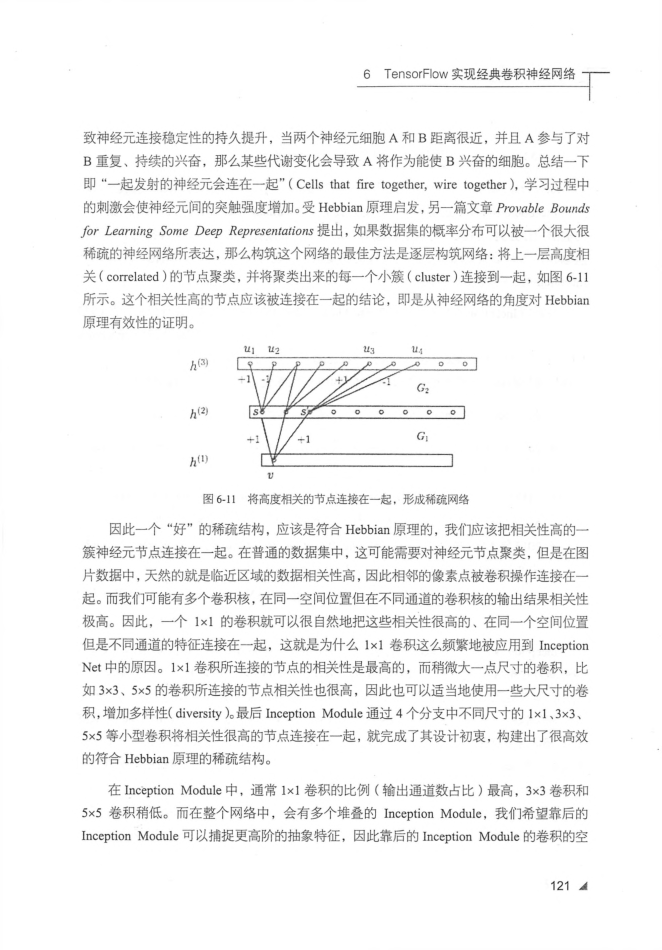 6 TensorFlow 实现经典卷积神经网络
致神经元连接稳定性的持久提升，当两个神经元细胞 A 和 B 距离很近，并且 A 参与了对
B 重复、持续的兴奋，那么某些代谢变化会导致 A 将作为能使 B 兴奋的细胞。总结一下
即“一起发射的神经元会连在一起”（Cells that fire together, wire together），学习过程中
的刺激会使神经元间的突触强度增加。受 Hebbian 原理启发，另一篇文章 Provable Bounds
for Learning Some Deep Representations 提出，如果数据集的概率分布可以被一个很大很
稀疏的神经网络所表达，那么构筑这个网络的最佳方法是逐层构筑网络：将上一层高度相
关（correlated）的节点聚类，并将聚类出来的每一个小簇（cluster）连接到一起，如图 6-11
所示。这个相关性高的节点应该被连接在一起的结论，即是从神经网络的角度对 Hebbian
原理有效性的证明。
u1 u2 u3 u4
h(3)
+1 -1 +1 -1 G2
h(2) s s'
+1 +1 G1
h(1)
v
图 6-11 将高度相关的节点连接在一起，形成稀疏网络
因此一个“好”的稀疏结构，应该是符合 Hebbian 原理的，我们应该把相关性高的一
簇神经元节点连接在一起。在普通的数据集中，这可能需要对神经元节点聚类，但是在图
片数据中，天然的就是临近区域的数据相关性高，因此相邻的像素点被卷积操作连接在一
起。而我们可能有多个卷积核，在同一空间位置但在不同通道的卷积核的输出结果相关性
极高。因此，一个 1×1 的卷积就可以很自然地把这些相关性很高的、在同一个空间位置
但是不同通道的特征连接在一起，这就是为什么 1×1 卷积这么频繁地被应用到 Inception
Net 中的原因。1×1 卷积所连接的节点的相关性是最高的，而稍微大一点尺寸的卷积，比
如 3×3、5×5 的卷积所连接的节点相关性也很高，因此也可以适当地使用一些大尺寸的卷
积，增加多样性（diversity）。最后 Inception Module 通过 4 个分支中不同尺寸的 1×1、3×3、
5×5 等小型卷积将相关性很高的节点连接在一起，就完成了其设计初衷，构建出了很高效
的符合 Hebbian 原理的稀疏结构。
在 Inception Module 中，通常 1×1 卷积的比例（输出通道数占比）最高，3×3 卷积和
5×5 卷积稍低。而在整个网络中，会有多个堆叠的 Inception Module，我们希望靠后的
Inception Module 可以捕捉更高阶的抽象特征，因此靠后的 Inception Module 的卷积的空
121